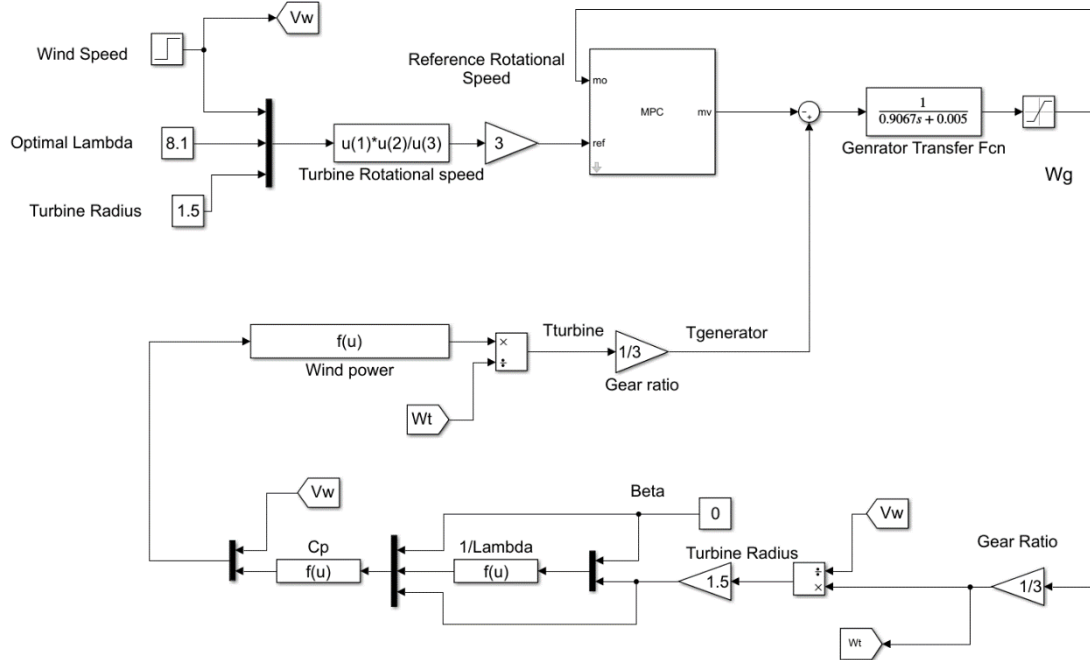 Vw
Wind Speed
Reference Rotational
Speed
mo
MPC
mv
ref
Optimal Lambda
8.1
u(1)*u(2)/u(3)
Turbine Rotational speed
3
-
+
1
0.9067s + 0.005
Genrator Transfer Fcn
Wg
Turbine Radius
1.5
f(u)
Wind power
×
÷
Tturbine
1/3
Gear ratio
Tgenerator
Wt
Vw
Beta
0
Vw
Cp
f(u)
1/Lambda
f(u)
Turbine Radius
1.5
÷
×
Gear Ratio
1/3
Wt